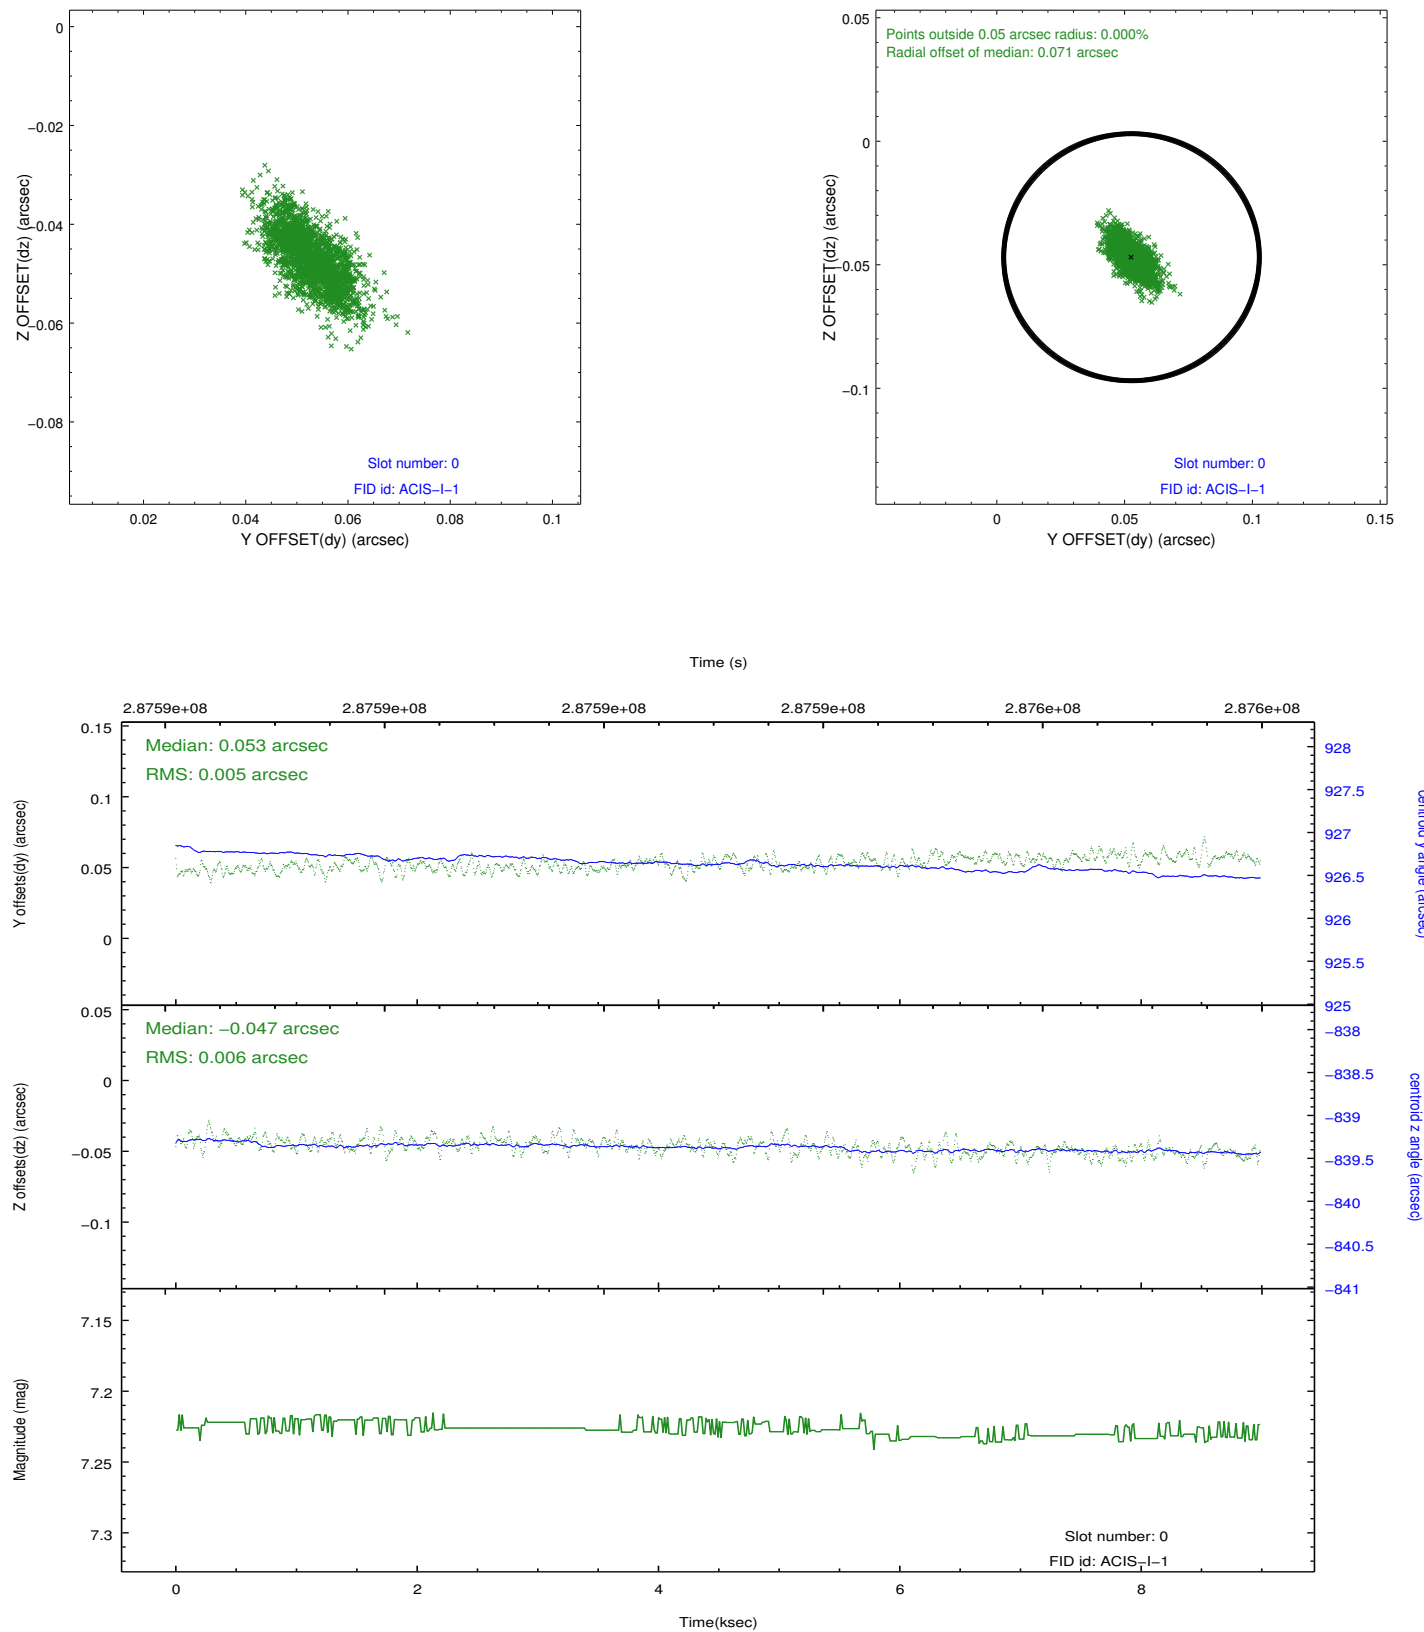 0
−0.02
−0.04
−0.06
−0.08
Z OFFSET(dz) (arcsec)
0.02
0.04
0.06
0.08
0.1
Y OFFSET(dy) (arcsec)
Slot number: 0
FID id: ACIS−I−1
0.05
0
−0.05
−0.1
Z OFFSET(dz) (arcsec)
Points outside 0.05 arcsec radius: 0.000%
Radial offset of median: 0.071 arcsec
Slot number: 0
FID id: ACIS−I−1
0
0.05
0.1
0.15
Y OFFSET(dy) (arcsec)
Time (s)
2.8759e+08
2.8759e+08
2.8759e+08
2.8759e+08
2.876e+08
2.876e+08
0.15
0.1
0.05
0
Y offsets(dy) (arcsec)
Median: 0.053 arcsec
RMS: 0.005 arcsec
928
927.5
927
926.5
926
925.5
925
centroid y angle (arcsec)
0.05
0
−0.05
−0.1
Z offsets(dz) (arcsec)
Median: −0.047 arcsec
RMS: 0.006 arcsec
−838
−838.5
−839
−839.5
−840
−840.5
−841
centroid z angle (arcsec)
7.15
7.2
7.25
7.3
Magnitude (mag)
Slot number: 0
FID id: ACIS−I−1
0
2
4
6
8
Time(ksec)